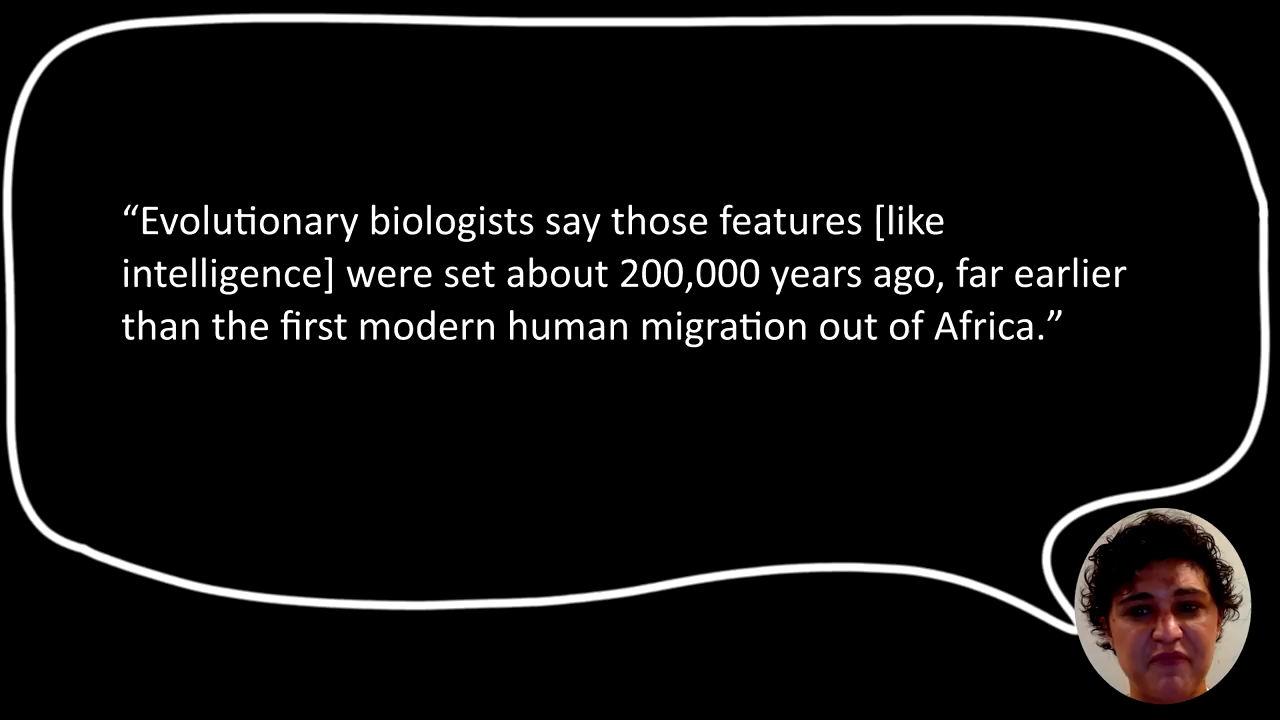 “Evolutionary biologists say those features [like
intelligence] were set about 200,000 years ago, far earlier
than the first modern human migration out of Africa.”